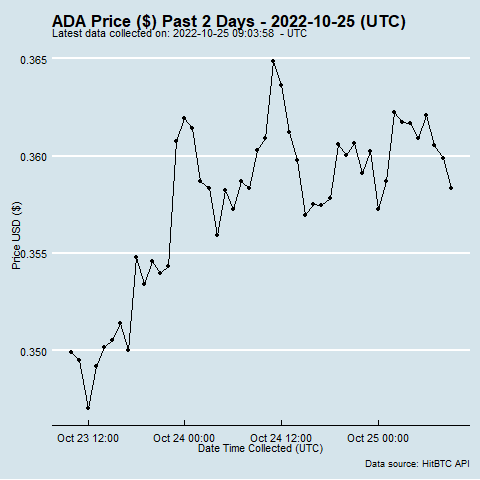 ADA Price ($) Past 2 Days - 2022-10-25 (UTC)
Latest data collected on: 2022-10-25 09:03:58 - UTC
0.365
0.360
0.355
0.350
Price USD ($)
Oct 23 12:00
Oct 24 00:00
Oct 24 12:00
Oct 25 00:00
Date Time Collected (UTC)
Data source: HitBTC API